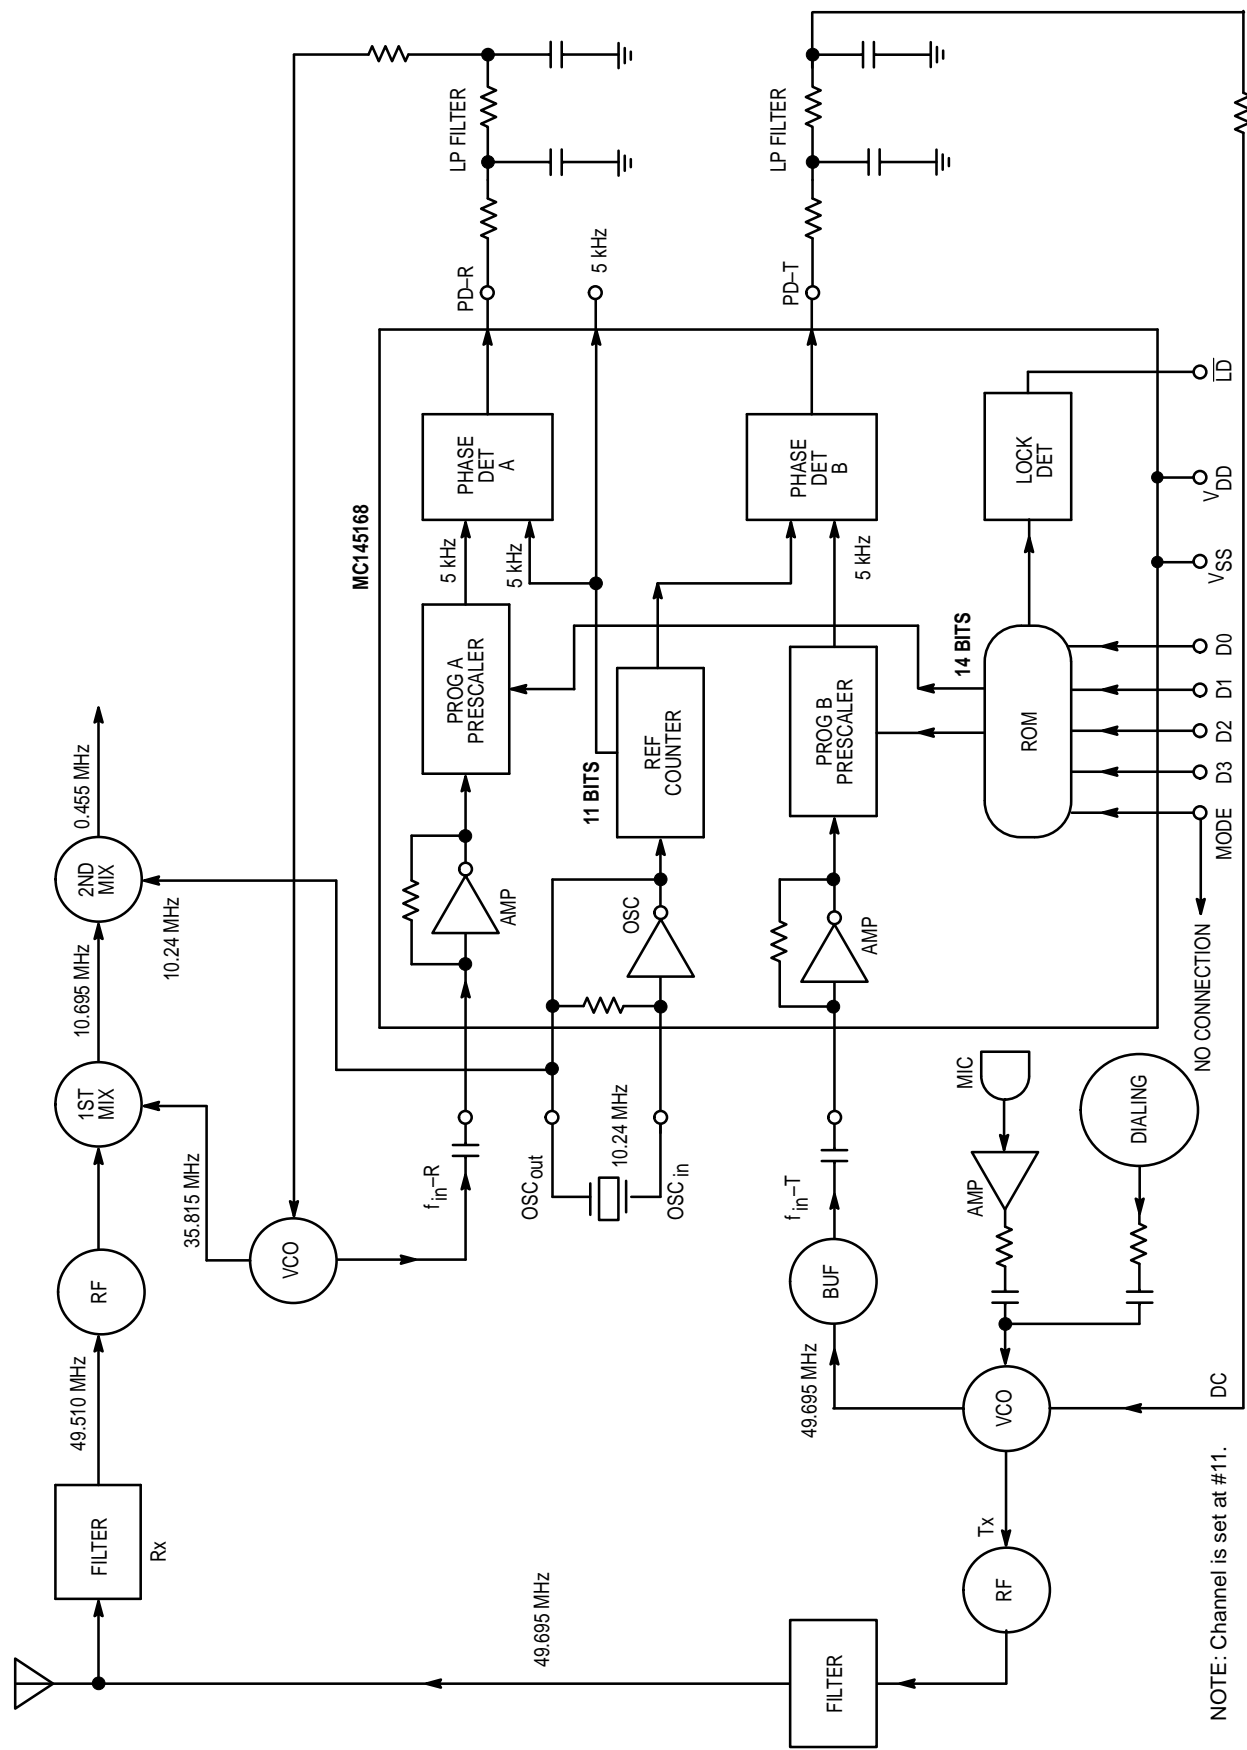 Rx
FILTER
49.510 MHz
RF
1ST
MIX
10.695 MHz
2ND
MIX
0.455 MHz
10.24 MHz
35.815 MHz
VCO
MC145168
PD–R
LP FILTER
fin–R
AMP
PROG A
PRESCALER
5 kHz
5 kHz
PHASE
DET
A
5 kHz
OSCout
10.24 MHz
OSCin
OSC
11 BITS
REF
COUNTER
49.695 MHz
FILTER
49.695 MHz
BUF
fin–T
AMP
PROG B
PRESCALER
5 kHz
PHASE
DET
B
PD–T
LP FILTER
RF
Tx
VCO
AMP
MIC
14 BITS
ROM
LOCK
DET
DIALING
DC
NO CONNECTION
MODE
D3
D2
D1
D0
VSS
VDD
LD
NOTE: Channel is set at #11.